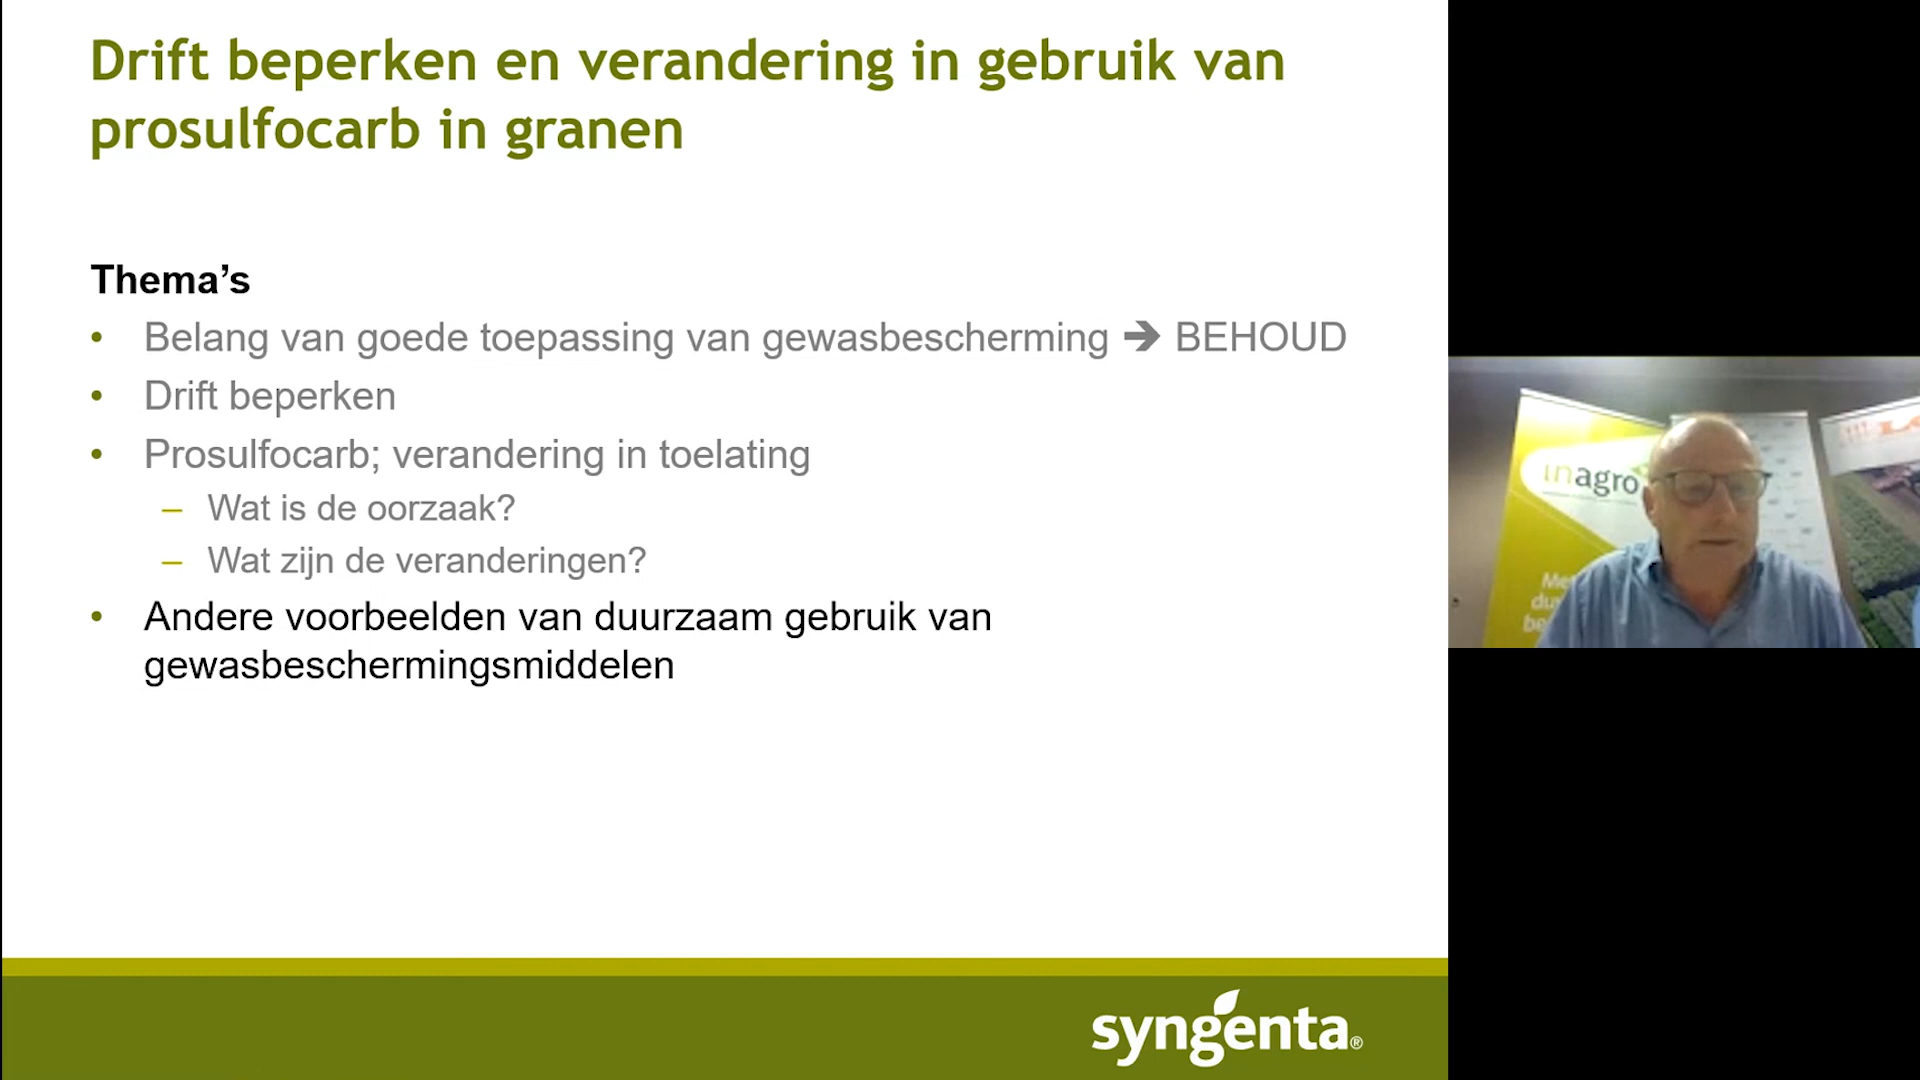 Drift beperken en verandering in gebruik van
prosulfocarb in granen
Thema’s
• Belang van goede toepassing van gewasbescherming ➔ BEHOUD
• Drift beperken
• Prosulfocarb; verandering in toelating
– Wat is de oorzaak?
– Wat zijn de veranderingen?
• Andere voorbeelden van duurzaam gebruik van
gewasbeschermingsmiddelen
syngenta®
inagro